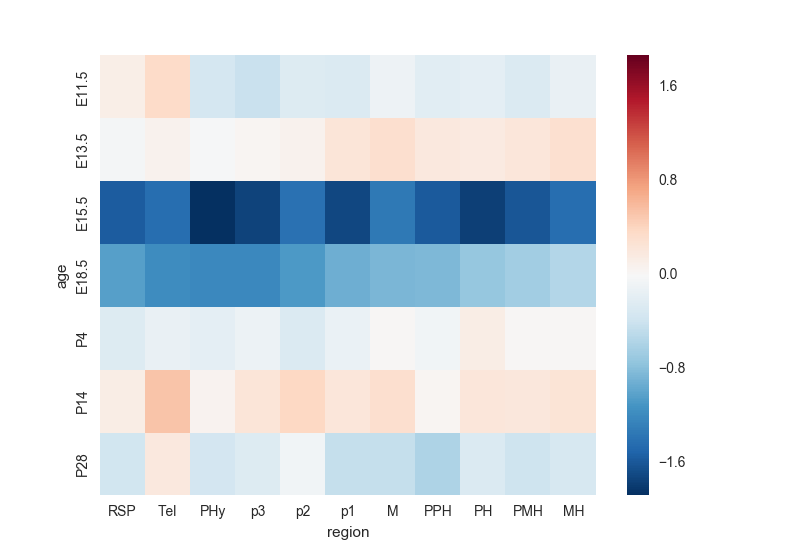 age
E11.5
E13.5
E15.5
E18.5
P4
P14
P28
RSP Tel PHy p3 p2 p1 M PPH PH PMH MH
region
1.6
0.8
0.0
−0.8
−1.6